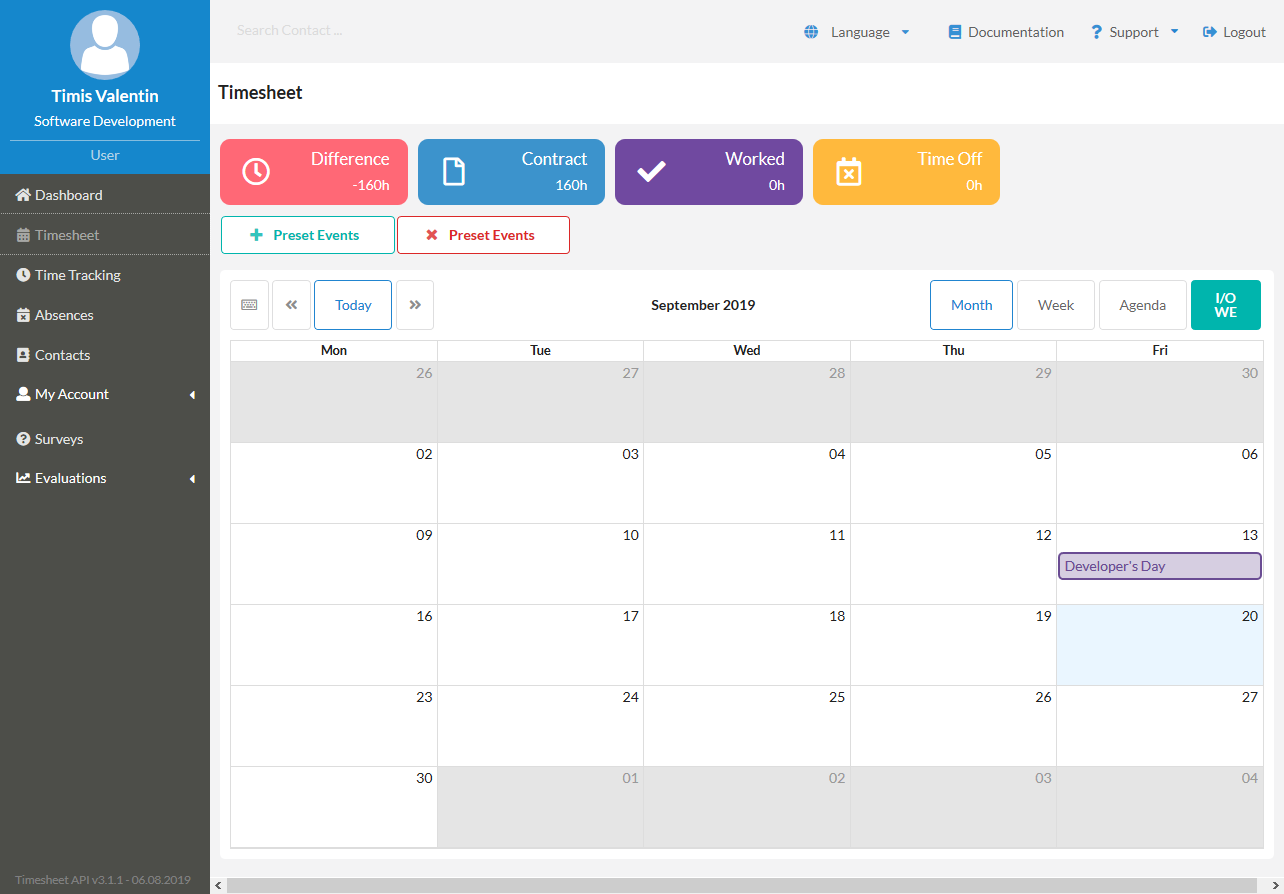 Timis Valentin
Software Development
User
Dashboard
Timesheet
Time Tracking
Absences
Contacts
My Account
Surveys
Evaluations
Timesheet API v3.1.1 - 06.08.2019
Search Contact ...
Language
Documentation
Support
Logout
Timesheet
Difference
-160h
Contract
160h
Worked
0h
Time Off
0h
Preset Events
Preset Events
Today
September 2019
Month
Week
Agenda
I/O
WE
Mon Tue Wed Thu Fri
26 27 28 29 30
02 03 04 05 06
09 10 11 12 13
Developer's Day
16 17 18 19 20
23 24 25 26 27
30 01 02 03 04